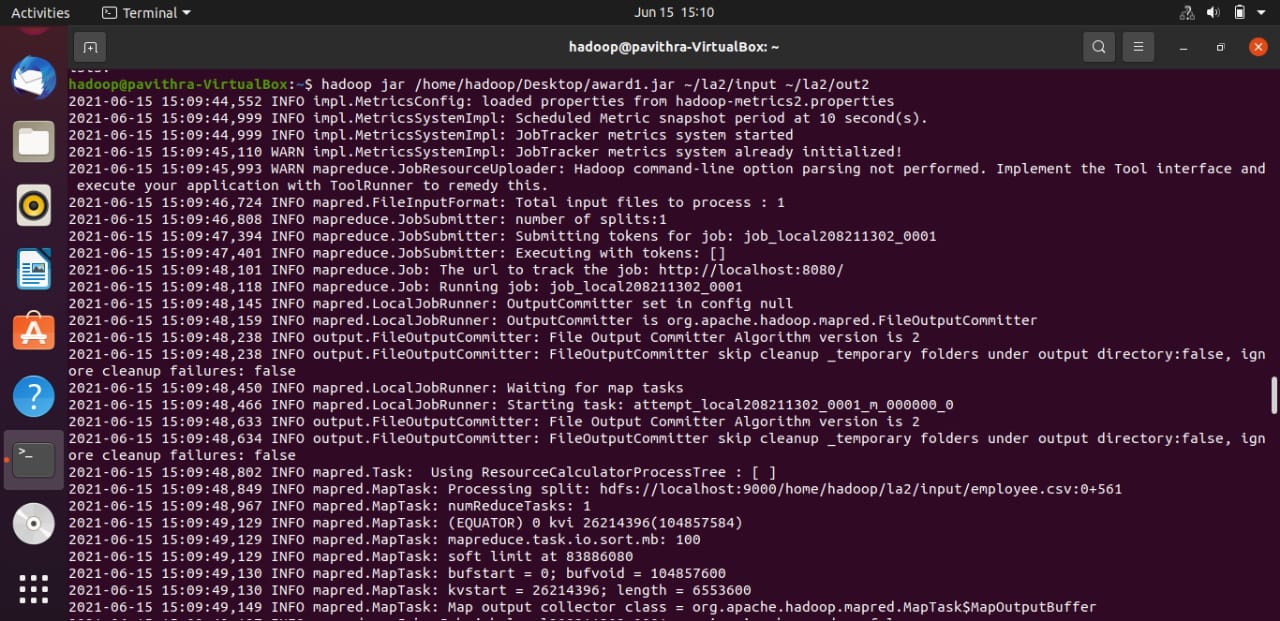 Activities Terminal Jun 15 15:10
hadoop@pavithra-VirtualBox: ~
hadoop@pavithra-VirtualBox:~$ hadoop jar /home/hadoop/Desktop/award1.jar ~/la2/input ~/la2/out2
2021-06-15 15:09:44,552 INFO impl.MetricsConfig: loaded properties from hadoop-metrics2.properties
2021-06-15 15:09:44,999 INFO impl.MetricsSystemImpl: Scheduled Metric snapshot period at 10 second(s).
2021-06-15 15:09:44,999 INFO impl.MetricsSystemImpl: JobTracker metrics system started
2021-06-15 15:09:45,110 WARN impl.MetricsSystemImpl: JobTracker metrics system already initialized!
2021-06-15 15:09:45,993 WARN mapreduce.JobResourceUploader: Hadoop command-line option parsing not performed. Implement the Tool interface and
execute your application with ToolRunner to remedy this.
2021-06-15 15:09:46,724 INFO mapred.FileInputFormat: Total input files to process : 1
2021-06-15 15:09:46,808 INFO mapreduce.JobSubmitter: number of splits:1
2021-06-15 15:09:47,394 INFO mapreduce.JobSubmitter: Submitting tokens for job: job_local208211302_0001
2021-06-15 15:09:47,401 INFO mapreduce.JobSubmitter: Executing with tokens: []
2021-06-15 15:09:48,101 INFO mapreduce.Job: The url to track the job: http://localhost:8080/
2021-06-15 15:09:48,118 INFO mapreduce.Job: Running job: job_local208211302_0001
2021-06-15 15:09:48,145 INFO mapred.LocalJobRunner: OutputCommitter set in config null
2021-06-15 15:09:48,159 INFO mapred.LocalJobRunner: OutputCommitter is org.apache.hadoop.mapred.FileOutputCommitter
2021-06-15 15:09:48,238 INFO output.FileOutputCommitter: File Output Committer Algorithm version is 2
2021-06-15 15:09:48,238 INFO output.FileOutputCommitter: FileOutputCommitter skip cleanup _temporary folders under output directory:false, ign
ore cleanup failures: false
2021-06-15 15:09:48,450 INFO mapred.LocalJobRunner: Waiting for map tasks
2021-06-15 15:09:48,466 INFO mapred.LocalJobRunner: Starting task: attempt_local208211302_0001_m_000000_0
2021-06-15 15:09:48,633 INFO output.FileOutputCommitter: File Output Committer Algorithm version is 2
2021-06-15 15:09:48,634 INFO output.FileOutputCommitter: FileOutputCommitter skip cleanup _temporary folders under output directory:false, ign
ore cleanup failures: false
2021-06-15 15:09:48,802 INFO mapred.Task:  Using ResourceCalculatorProcessTree : [ ]
2021-06-15 15:09:48,849 INFO mapred.MapTask: Processing split: hdfs://localhost:9000/home/hadoop/la2/input/employee.csv:0+561
2021-06-15 15:09:48,967 INFO mapred.MapTask: numReduceTasks: 1
2021-06-15 15:09:49,129 INFO mapred.MapTask: (EQUATOR) 0 kvi 26214396(104857584)
2021-06-15 15:09:49,129 INFO mapred.MapTask: mapreduce.task.io.sort.mb: 100
2021-06-15 15:09:49,129 INFO mapred.MapTask: soft limit at 83886080
2021-06-15 15:09:49,130 INFO mapred.MapTask: bufstart = 0; bufvoid = 104857600
2021-06-15 15:09:49,130 INFO mapred.MapTask: kvstart = 26214396; length = 6553600
2021-06-15 15:09:49,149 INFO mapred.MapTask: Map output collector class = org.apache.hadoop.mapred.MapTask$MapOutputBuffer